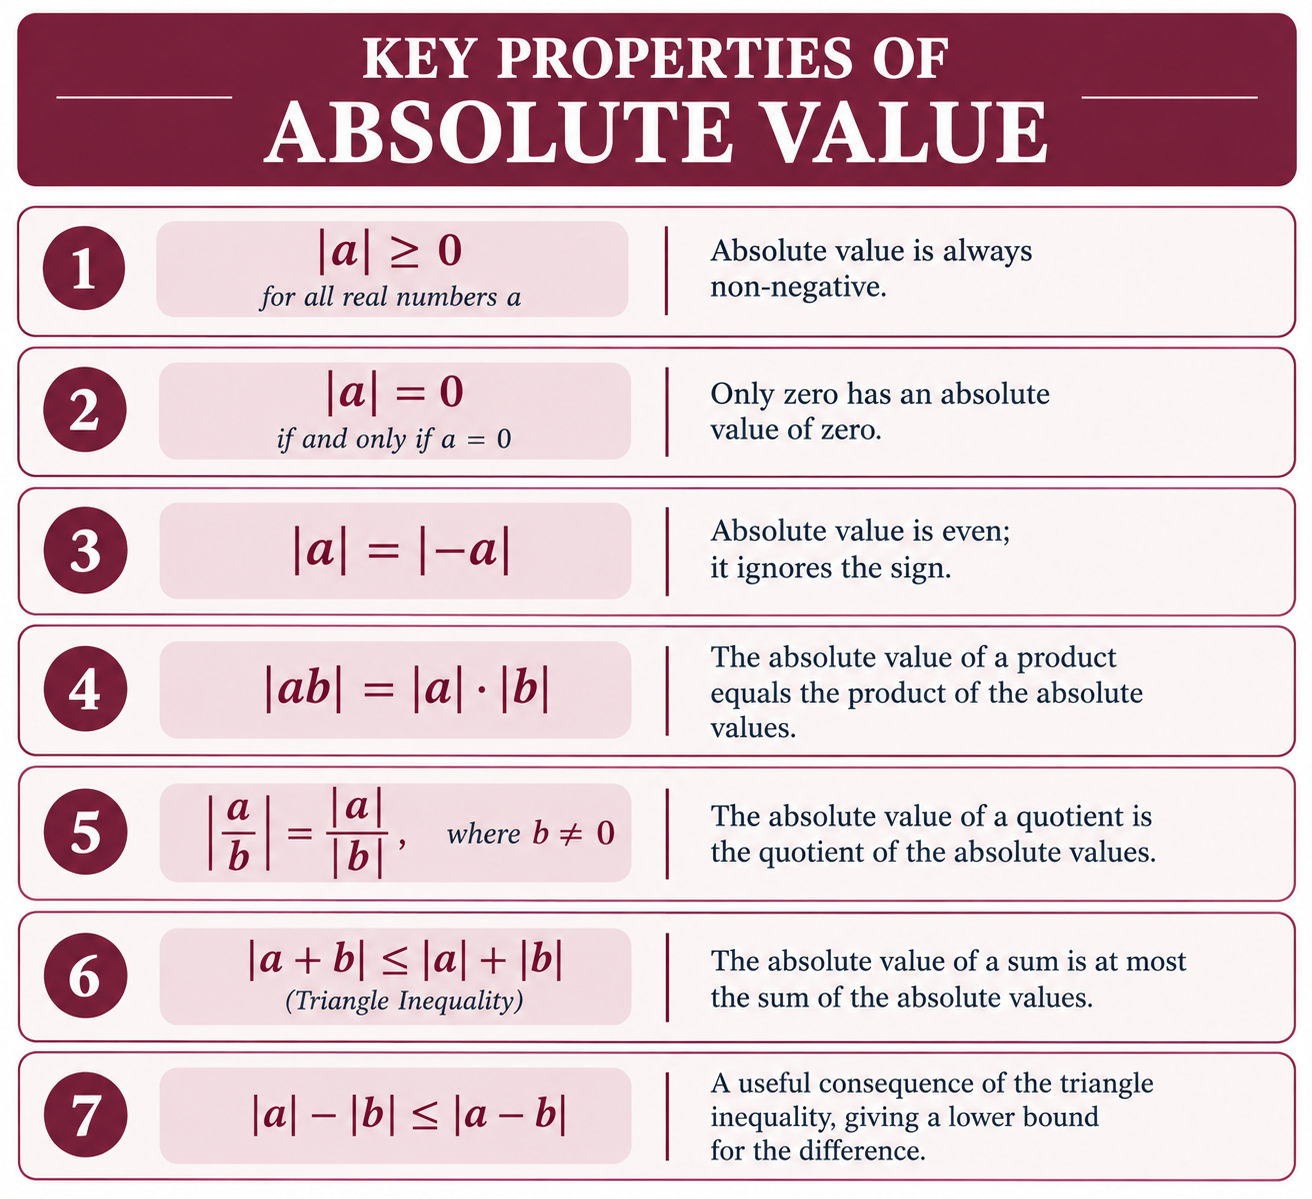 KEY PROPERTIES OF
ABSOLUTE VALUE
1
|a| ≥ 0
for all real numbers a
Absolute value is always
non-negative.
2
|a| = 0
if and only if a = 0
Only zero has an absolute
value of zero.
3
|a| = |−a|
Absolute value is even;
it ignores the sign.
4
|ab| = |a| · |b|
The absolute value of a product
equals the product of the absolute
values.
5
|a/b| = |a|/|b|, where b ≠ 0
The absolute value of a quotient is
the quotient of the absolute values.
6
|a + b| ≤ |a| + |b|
(Triangle Inequality)
The absolute value of a sum is at most
the sum of the absolute values.
7
|a| − |b| ≤ |a − b|
A useful consequence of the triangle
inequality, giving a lower bound
for the difference.